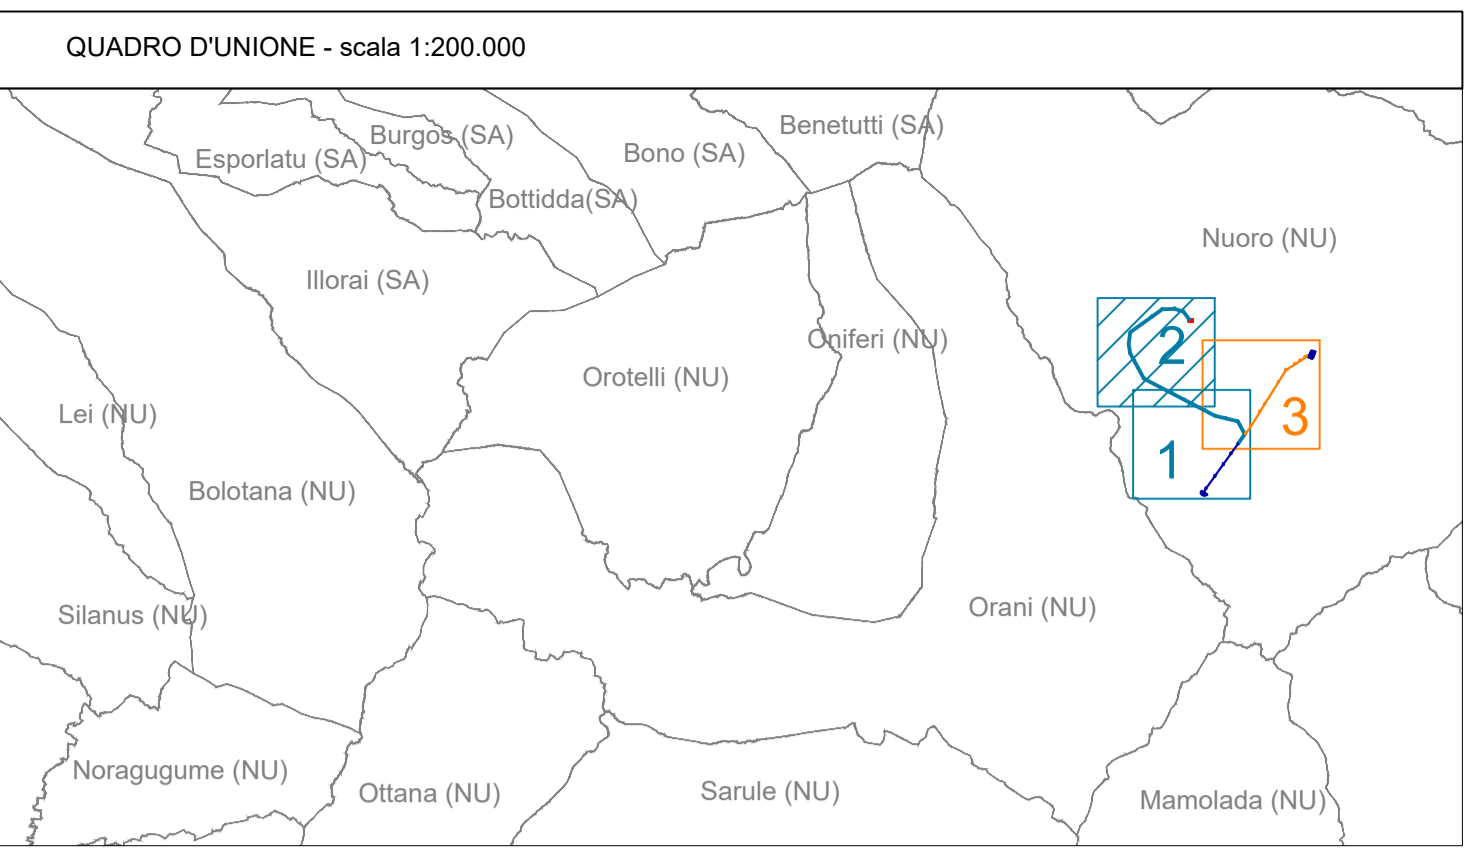 QUADRO D'UNIONE - scala 1:200.000
Benetutti (SA)
Burgos (SA)
Bono (SA)
Esporlatu (SA)
Bottidda(SA)
Nuoro (NU)
Illorai (SA)
Oniferi (NU)
2
Orotelli (NU)
Lei (NU)
3
1
Bolotana (NU)
Orani (NU)
Silanus (NU)
Noragugume (NU)
Ottana (NU)
Sarule (NU)
Mamolada (NU)